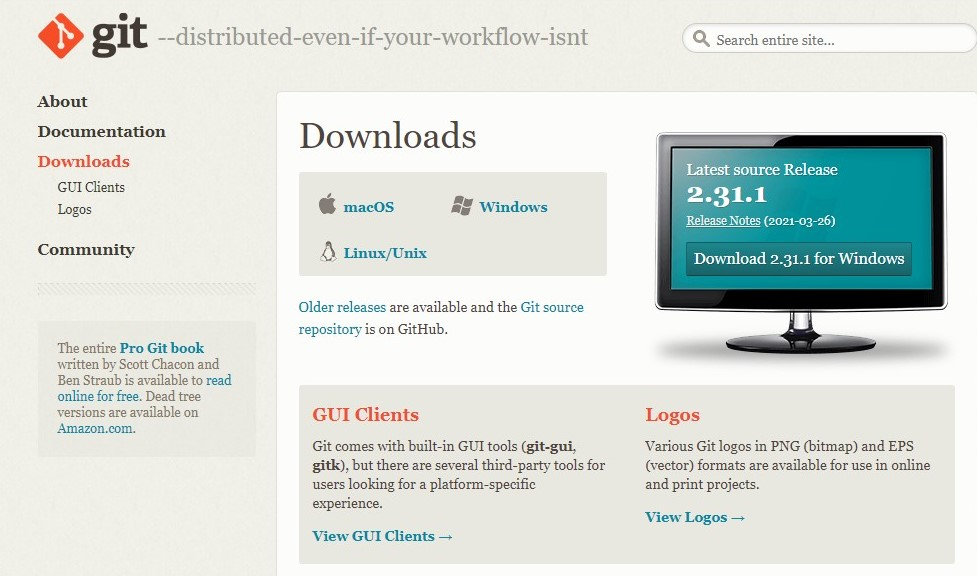 git --distributed-even-if-your-workflow-isnt
Search entire site...
About
Documentation
Downloads
GUI Clients
Logos
Community
The entire Pro Git book
written by Scott Chacon and
Ben Straub is available to read
online for free. Dead tree
versions are available on
Amazon.com.
Downloads
macOS
Windows
Linux/Unix
Older releases are available and the Git source
repository is on GitHub.
Latest source Release
2.31.1
Release Notes (2021-03-26)
Download 2.31.1 for Windows
GUI Clients
Git comes with built-in GUI tools (git-gui,
gitk), but there are several third-party tools for
users looking for a platform-specific
experience.
View GUI Clients →
Logos
Various Git logos in PNG (bitmap) and EPS
(vector) formats are available for use in online
and print projects.
View Logos →